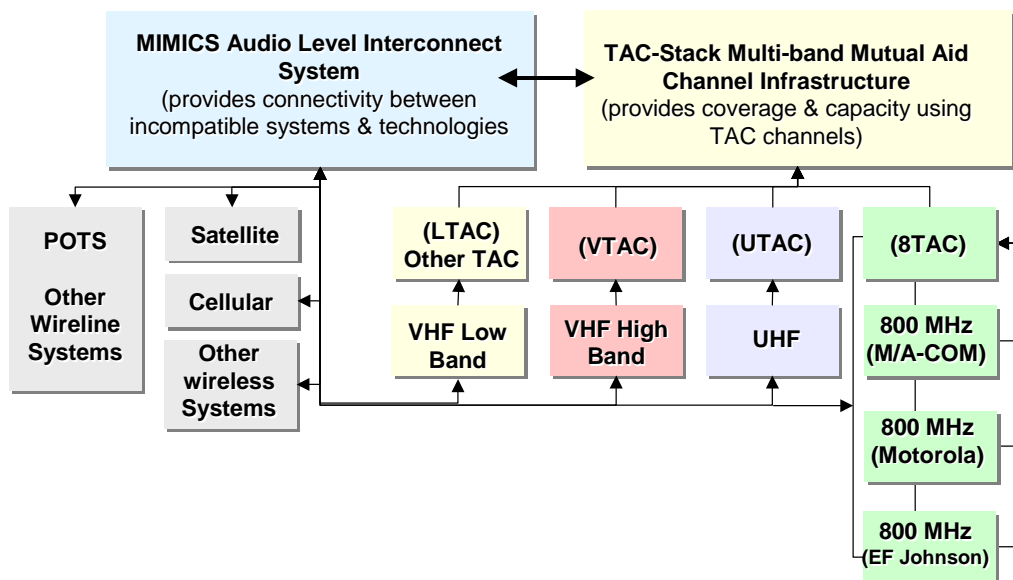 MIMICS Audio Level Interconnect
System
(provides connectivity between
incompatible systems & technologies
TAC-Stack Multi-band Mutual Aid
Channel Infrastructure
(provides coverage & capacity using
TAC channels)
POTS
Other
Wireline
Systems
Satellite
Cellular
Other
wireless
Systems
(LTAC)
Other TAC
VHF Low
Band
(VTAC)
VHF High
Band
(UTAC)
UHF
(8TAC)
800 MHz
(M/A-COM)
800 MHz
(Motorola)
800 MHz
(EF Johnson)